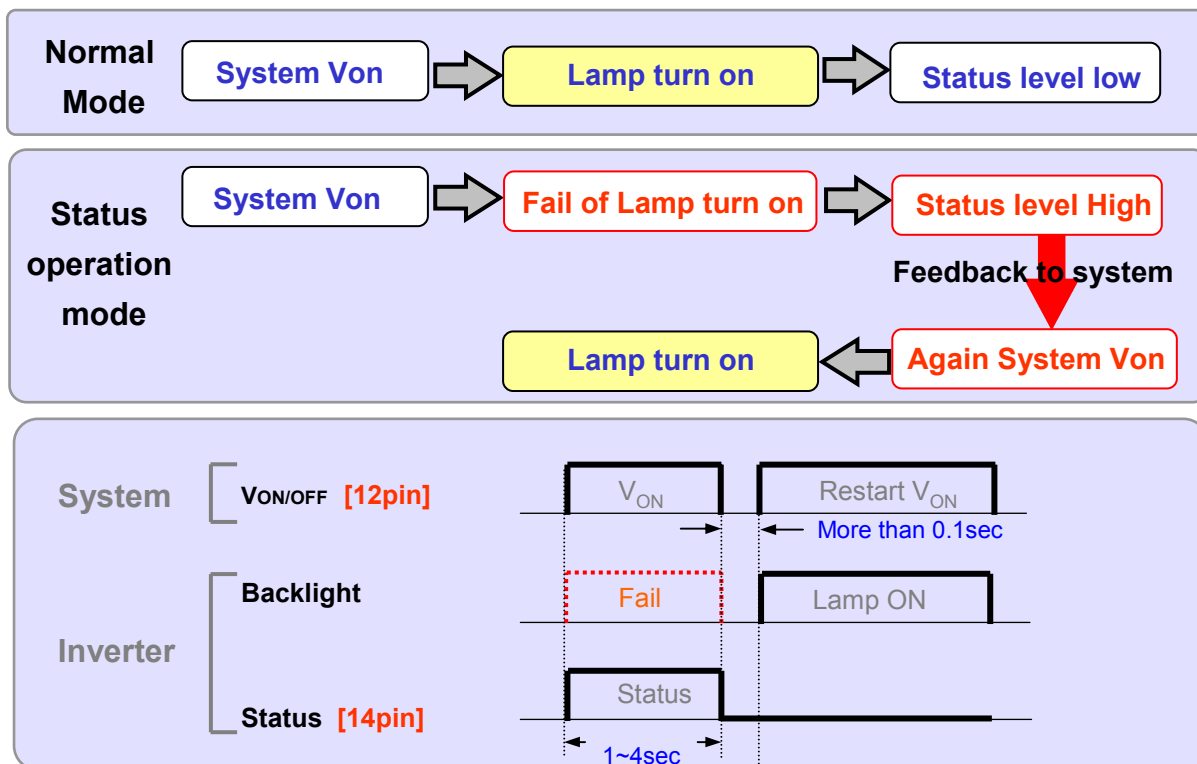 Normal
Mode
System Von
Lamp turn on
Status level low
Status
operation
mode
System Von
Fail of Lamp turn on
Status level High
Feedback to system
Lamp turn on
Again System Von
System
VON/OFF [12pin]
VON
Restart VON
More than 0.1sec
Inverter
Backlight
Fail
Lamp ON
Status [14pin]
Status
1~4sec